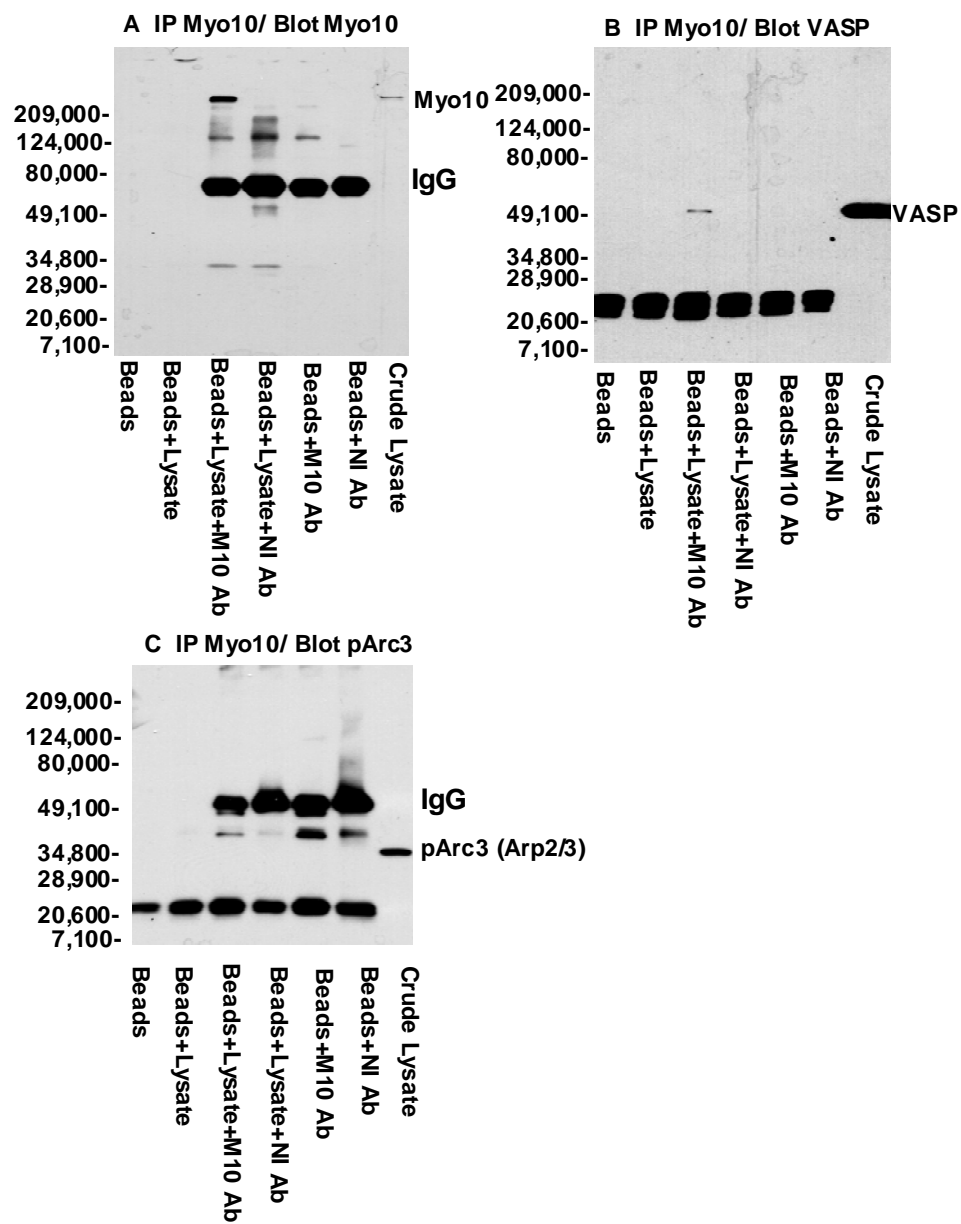 A IP Myo10/ Blot Myo10
209,000-
124,000-
80,000-
49,100-
34,800-
28,900-
20,600-
7,100-
Myo10
IgG
Beads
Beads+Lysate
Beads+Lysate+M10 Ab
Beads+Lysate+NI Ab
Beads+M10 Ab
Beads+NI Ab
Crude Lysate
B IP Myo10/ Blot VASP
209,000-
124,000-
80,000-
49,100-
34,800-
28,900-
20,600-
7,100-
VASP
Beads
Beads+Lysate
Beads+Lysate+M10 Ab
Beads+Lysate+NI Ab
Beads+M10 Ab
Beads+NI Ab
Crude Lysate
C IP Myo10/ Blot pArc3
209,000-
124,000-
80,000-
49,100-
34,800-
28,900-
20,600-
7,100-
IgG
pArc3 (Arp2/3)
Beads
Beads+Lysate
Beads+Lysate+M10 Ab
Beads+Lysate+NI Ab
Beads+M10 Ab
Beads+NI Ab
Crude Lysate